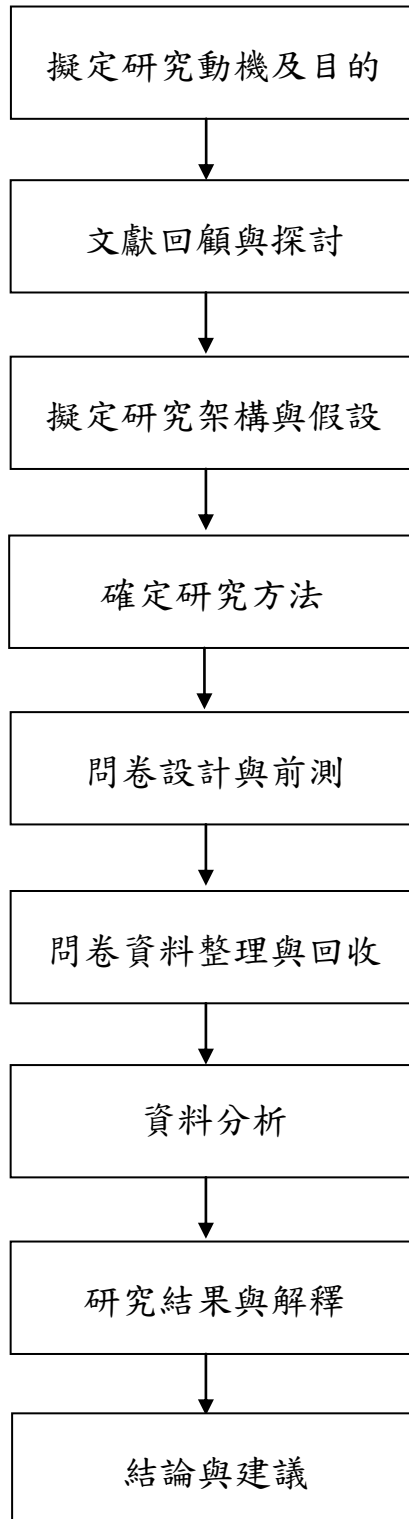 擬定研究動機及目的
文獻回顧與探討
擬定研究架構與假設
確定研究方法
問卷設計與前測
問卷資料整理與回收
資料分析
研究結果與解釋
結論與建議